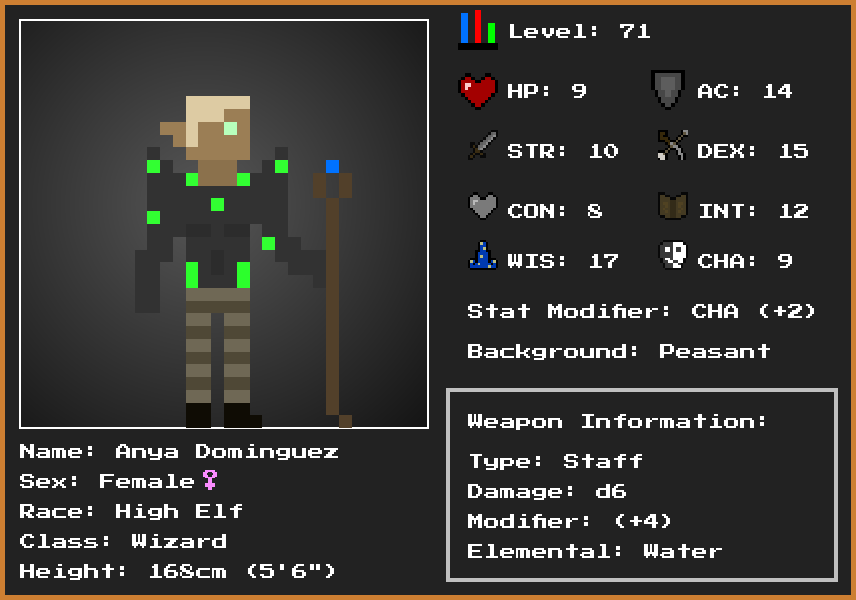 Level: 71
HP: 9
AC: 14
STR: 10
DEX: 15
CON: 8
INT: 12
WIS: 17
CHA: 9
Stat Modifier: CHA (+2)
Background: Peasant
Weapon Information:
Type: Staff
Damage: d6
Modifier: (+4)
Elemental: Water
Name: Anya Dominguez
Sex: Female♀
Race: High Elf
Class: Wizard
Height: 168cm (5'6")